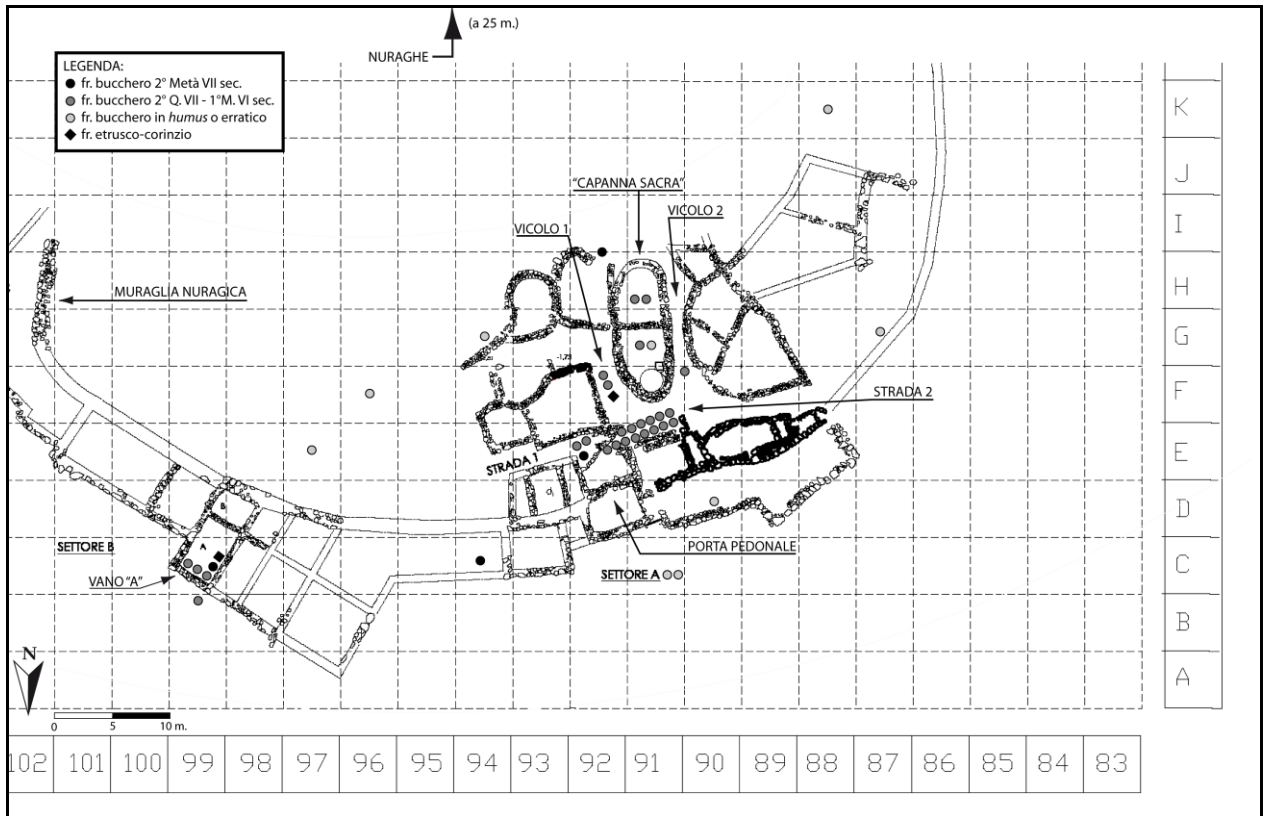 (a 25 m.)
NURAGHE
LEGENDA:
fr. bucchero 2° Metà VII sec.
fr. bucchero 2° Q. VII - 1°M. VI sec.
fr. bucchero in humus o erratico
fr. etrusco-corinzio
K
J
"CAPANNA SACRA"
VICOLO 2
VICOLO 1
I
MURAGLIA NURAGICA
H
G
-1,73
F
STRADA 2
STRADA 1
E
D
PORTA PEDONALE
SETTORE B
C
SETTORE A
VANO "A"
B
N
A
0 5 10 m.
102 101 100 99 98 97 96 95 94 93 92 91 90 89 88 87 86 85 84 83